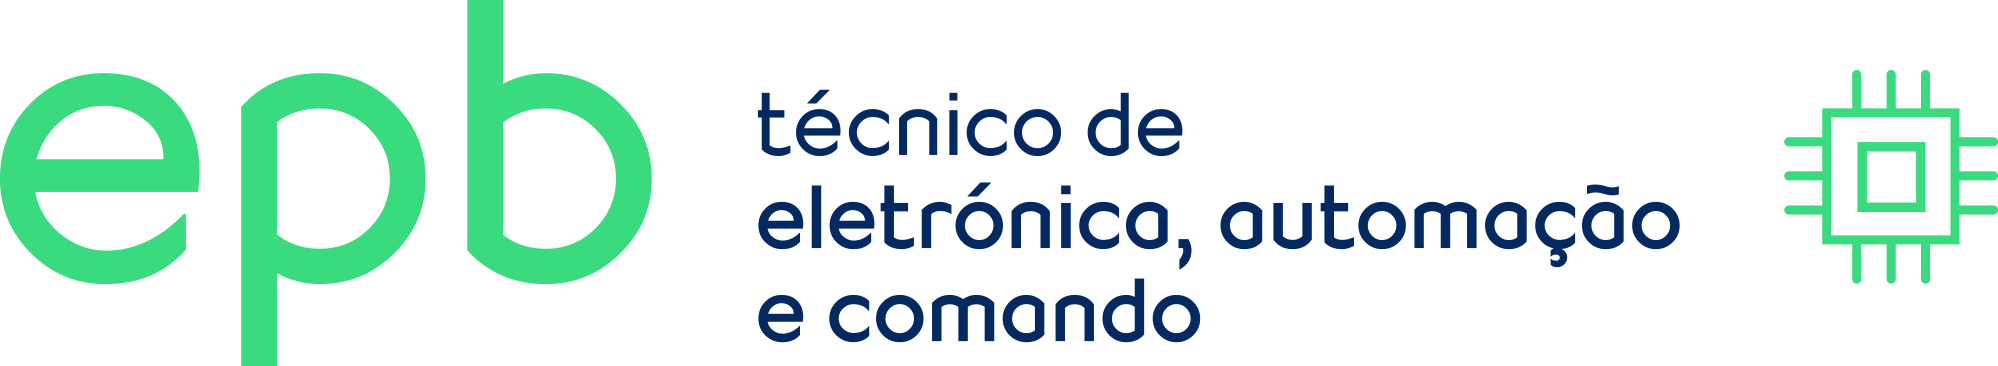 epb
técnico de
eletrónica, automação
e comando